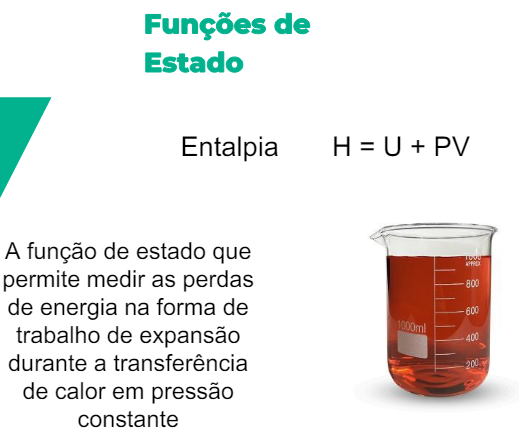 Funções de
Estado
Entalpia H = U + PV
A função de estado que
permite medir as perdas
de energia na forma de
trabalho de expansão
durante a transferência
de calor em pressão
constante
1000
APPROX
800
600
1000ml
400
200